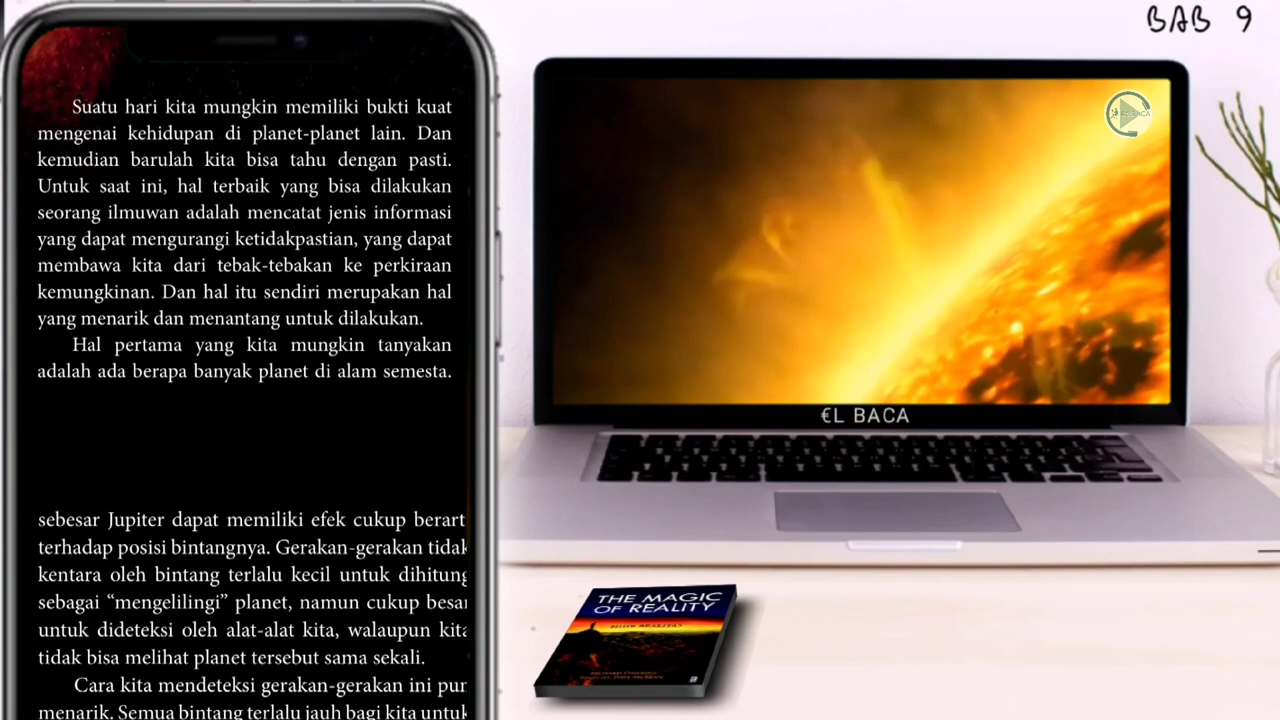 BAB 9
Suatu hari kita mungkin memiliki bukti kuat
mengenai kehidupan di planet-planet lain. Dan
kemudian barulah kita bisa tahu dengan pasti.
Untuk saat ini, hal terbaik yang bisa dilakukan
seorang ilmuwan adalah mencatat jenis informasi
yang dapat mengurangi ketidakpastian, yang dapat
membawa kita dari tebak-tebakan ke perkiraan
kemungkinan. Dan hal itu sendiri merupakan hal
yang menarik dan menantang untuk dilakukan.
Hal pertama yang kita mungkin tanyakan
adalah ada berapa banyak planet di alam semesta.
sebesar Jupiter dapat memiliki efek cukup berart
terhadap posisi bintangnya. Gerakan-gerakan tidak
kentara oleh bintang terlalu kecil untuk dihitung
sebagai “mengelilingi” planet, namun cukup besar
untuk dideteksi oleh alat-alat kita, walaupun kita
tidak bisa melihat planet tersebut sama sekali.
Cara kita mendeteksi gerakan-gerakan ini pun
menarik. Semua bintang terlalu jauh bagi kita untuk
€L BACA
THE MAGIC
OF REALITY